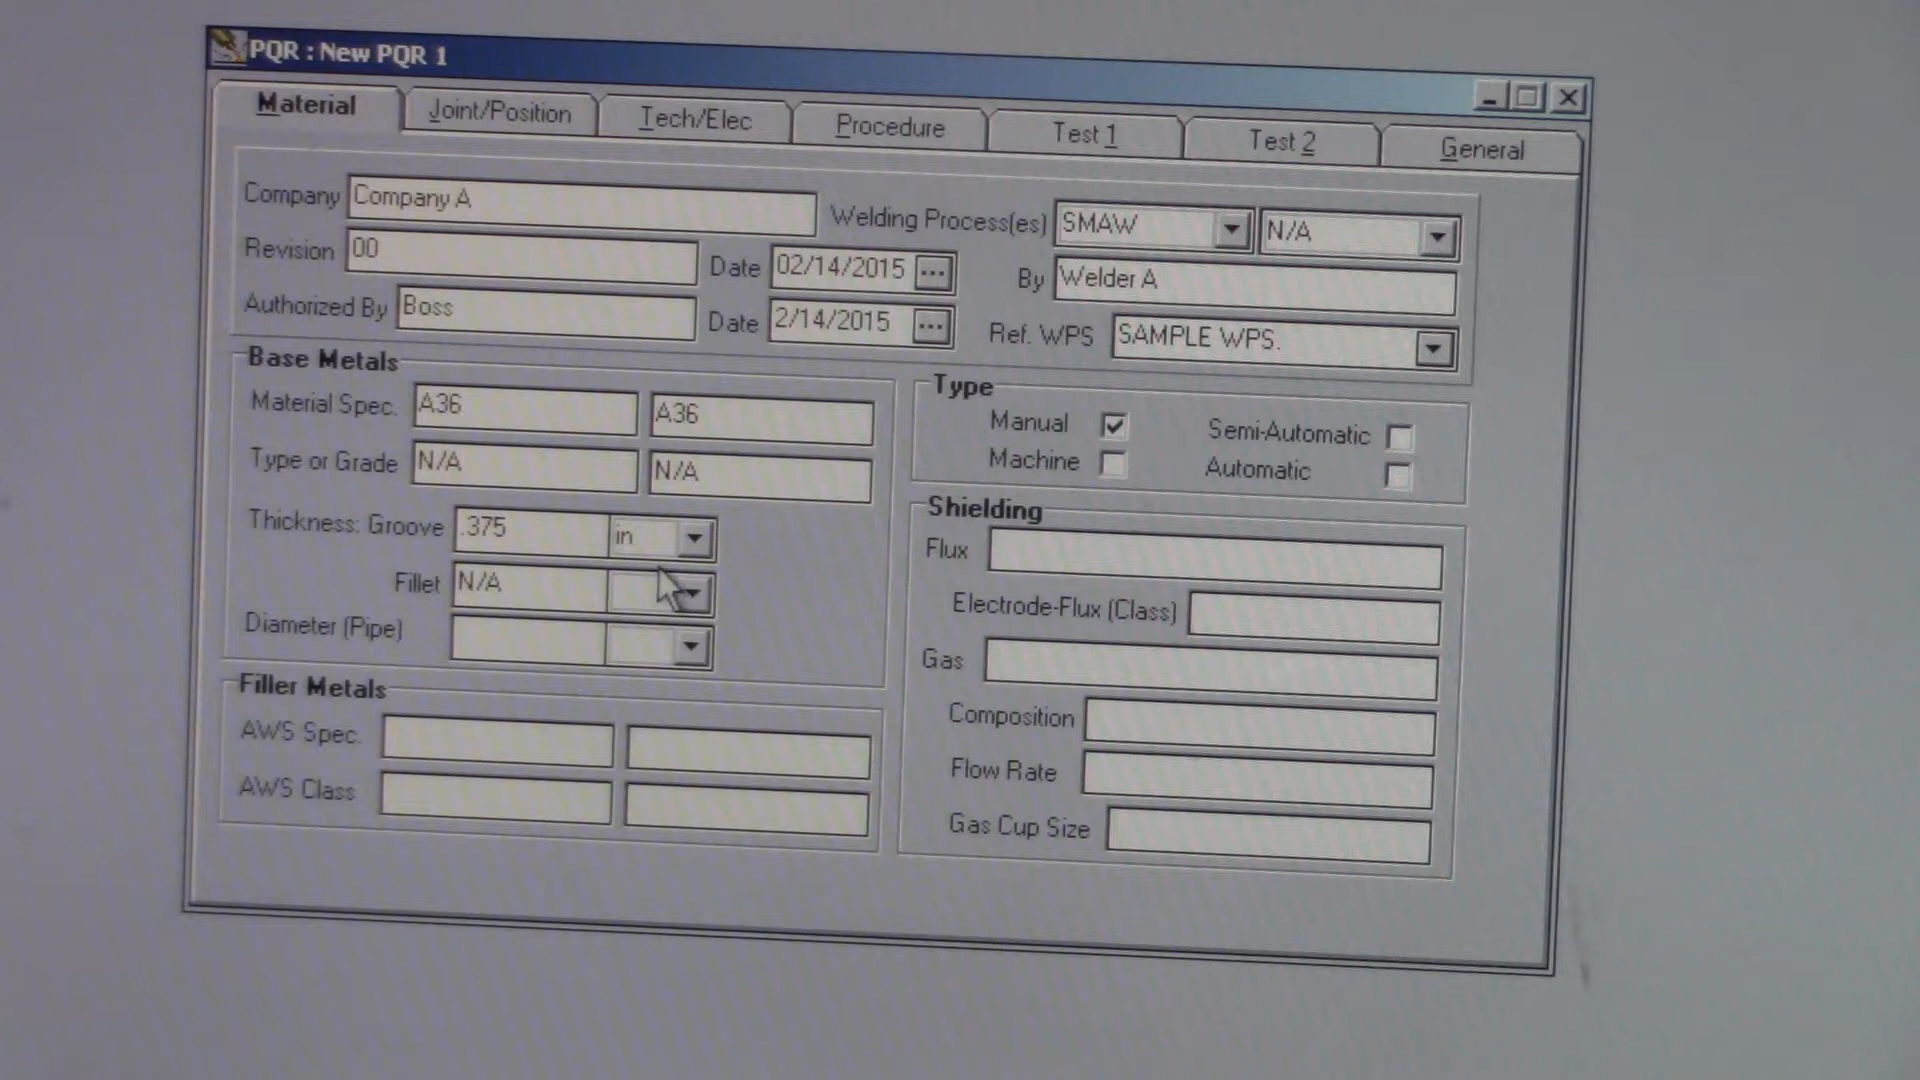 PQR : New PQR 1
Material Joint/Position Tech/Elec Procedure Test 1 Test 2 General
Company Company A Welding Process(es) SMAW N/A
Revision 00 Date 02/14/2015 ... By Welder A
Authorized By Boss Date 2/14/2015 ... Ref. WPS SAMPLE WPS.
Base Metals
Material Spec. A36 A36
Type or Grade N/A N/A
Thickness: Groove .375 in
Fillet N/A
Diameter (Pipe)
Filler Metals
AWS Spec.
AWS Class
Type
Manual Semi-Automatic
Machine Automatic
Shielding
Flux
Electrode-Flux (Class)
Gas
Composition
Flow Rate
Gas Cup Size